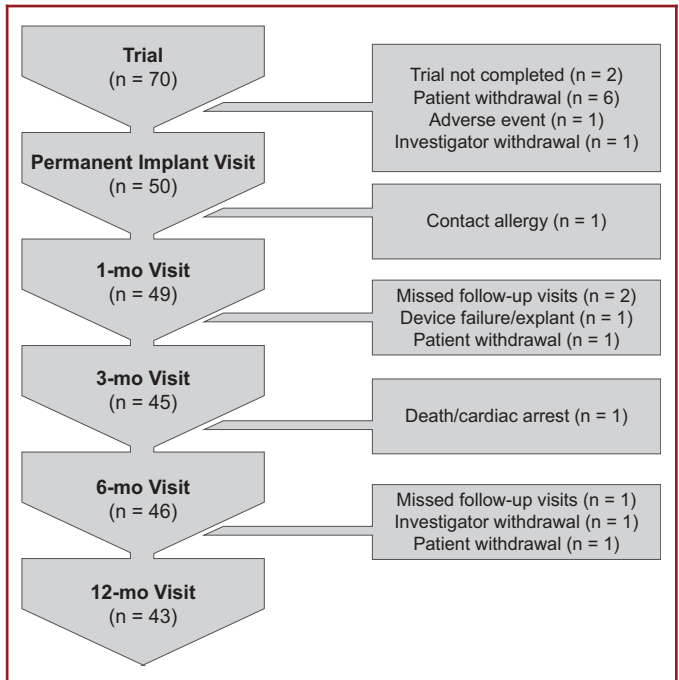 Trial
(n = 70)
Trial not completed (n = 2)
Patient withdrawal (n = 6)
Adverse event (n = 1)
Investigator withdrawal (n = 1)
Permanent Implant Visit
(n = 50)
Contact allergy (n = 1)
1-mo Visit
(n = 49)
Missed follow-up visits (n = 2)
Device failure/explant (n = 1)
Patient withdrawal (n = 1)
3-mo Visit
(n = 45)
Death/cardiac arrest (n = 1)
6-mo Visit
(n = 46)
Missed follow-up visits (n = 1)
Investigator withdrawal (n = 1)
Patient withdrawal (n = 1)
12-mo Visit
(n = 43)